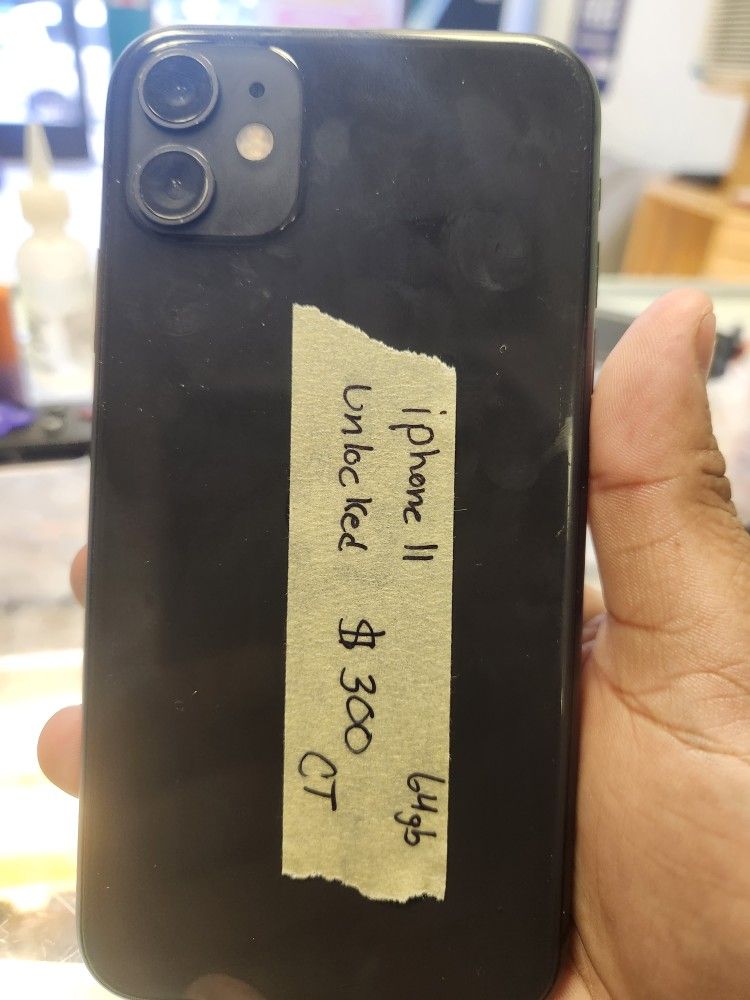 iphone 11 64gb
Unlocked $300
CT